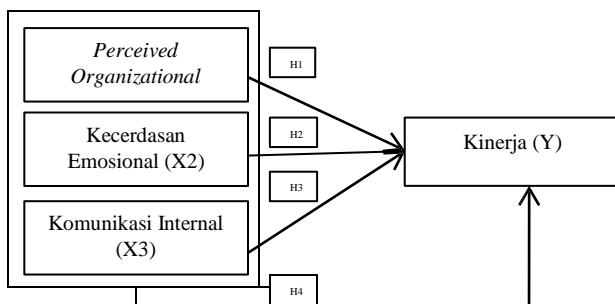 Perceived
Organizational
H1
Kecerdasan
Emosional (X2)
H2
Kinerja (Y)
H3
Komunikasi Internal
(X3)
H4